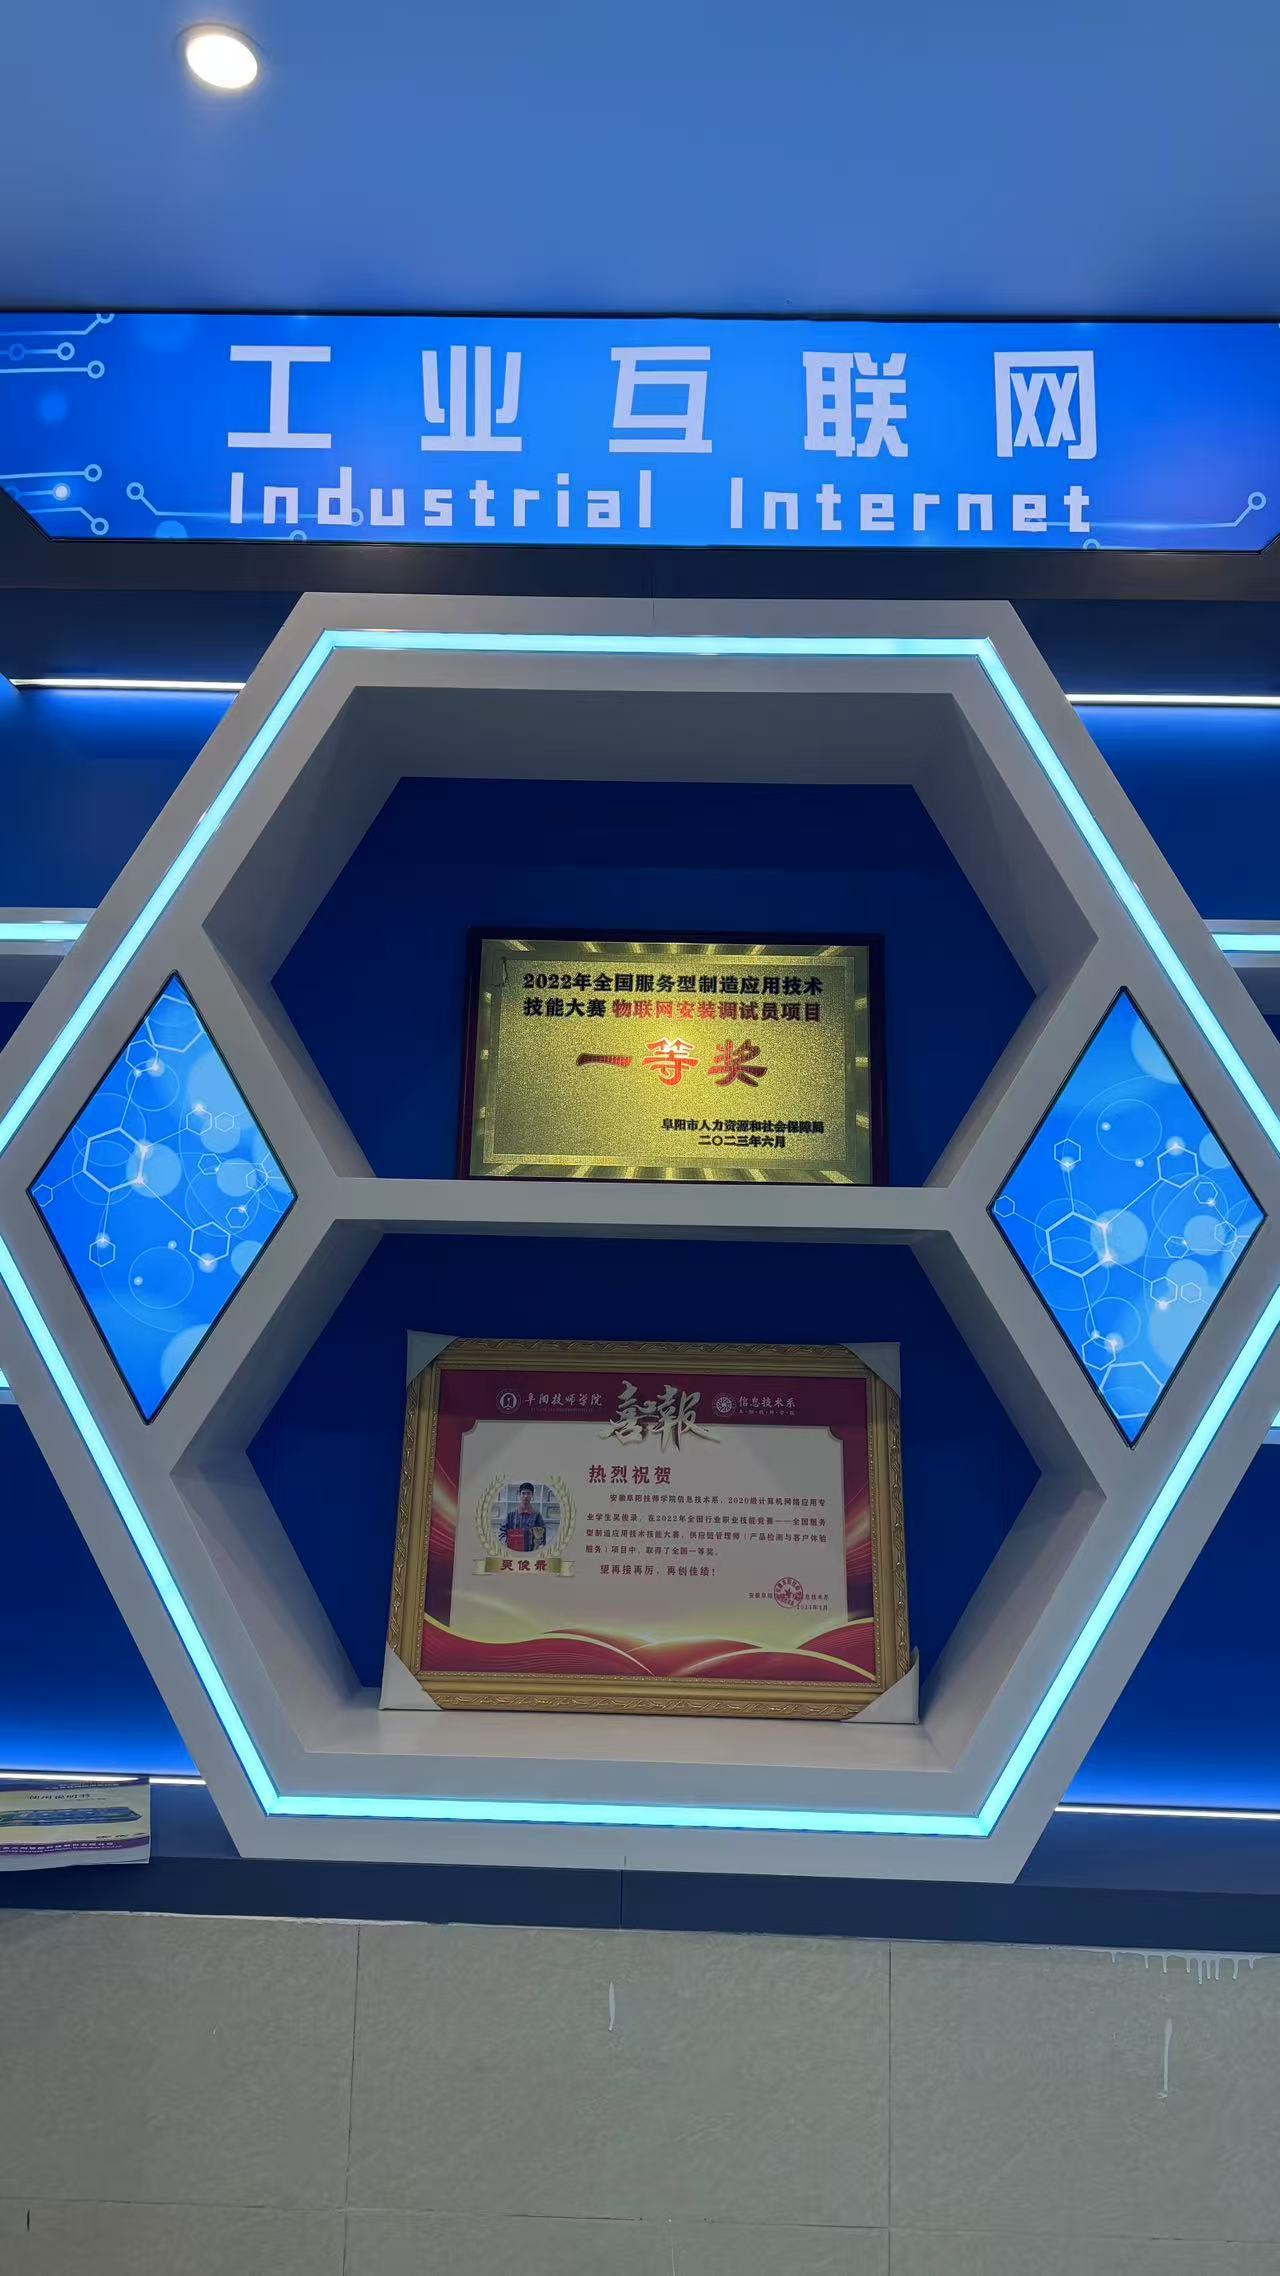 工业互联网
Industrial Internet
2022年全国服务型制造应用技术
技能大赛 物联网安装调试员项目
一等奖
阜阳市人力资源和社会保障局
二〇二三年六月
阜阳技师学院 喜報 信息技术系
热烈祝贺
安徽阜阳技师学院信息技术系,2020级计算机网络应用专
业学生吴俊录,在2022年全国行业职业技能竞赛——全国服务
型制造应用技术技能大赛,供应链管理师(产品检测与客户体验
服务)项目中,取得了全国一等奖。
望再接再厉,再创佳绩!
吴俊录
使用说明书